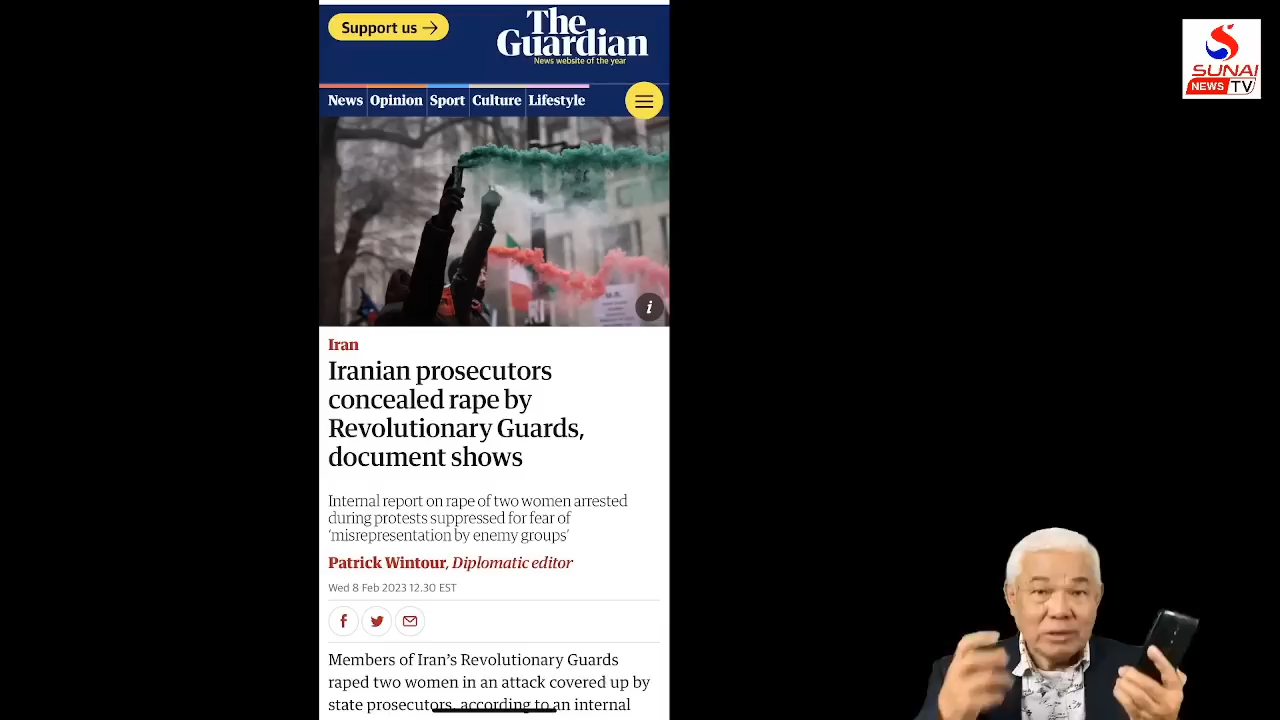 Support us →
The
Guardian
News website of the year
News
Opinion
Sport
Culture
Lifestyle
i
Iran
Iranian prosecutors
concealed rape by
Revolutionary Guards,
document shows
Internal report on rape of two women arrested
during protests suppressed for fear of
‘misrepresentation by enemy groups’
Patrick Wintour, Diplomatic editor
Wed 8 Feb 2023 12.30 EST
Members of Iran’s Revolutionary Guards
raped two women in an attack covered up by
state prosecutors, according to an internal
SUNAI
NEWS TV